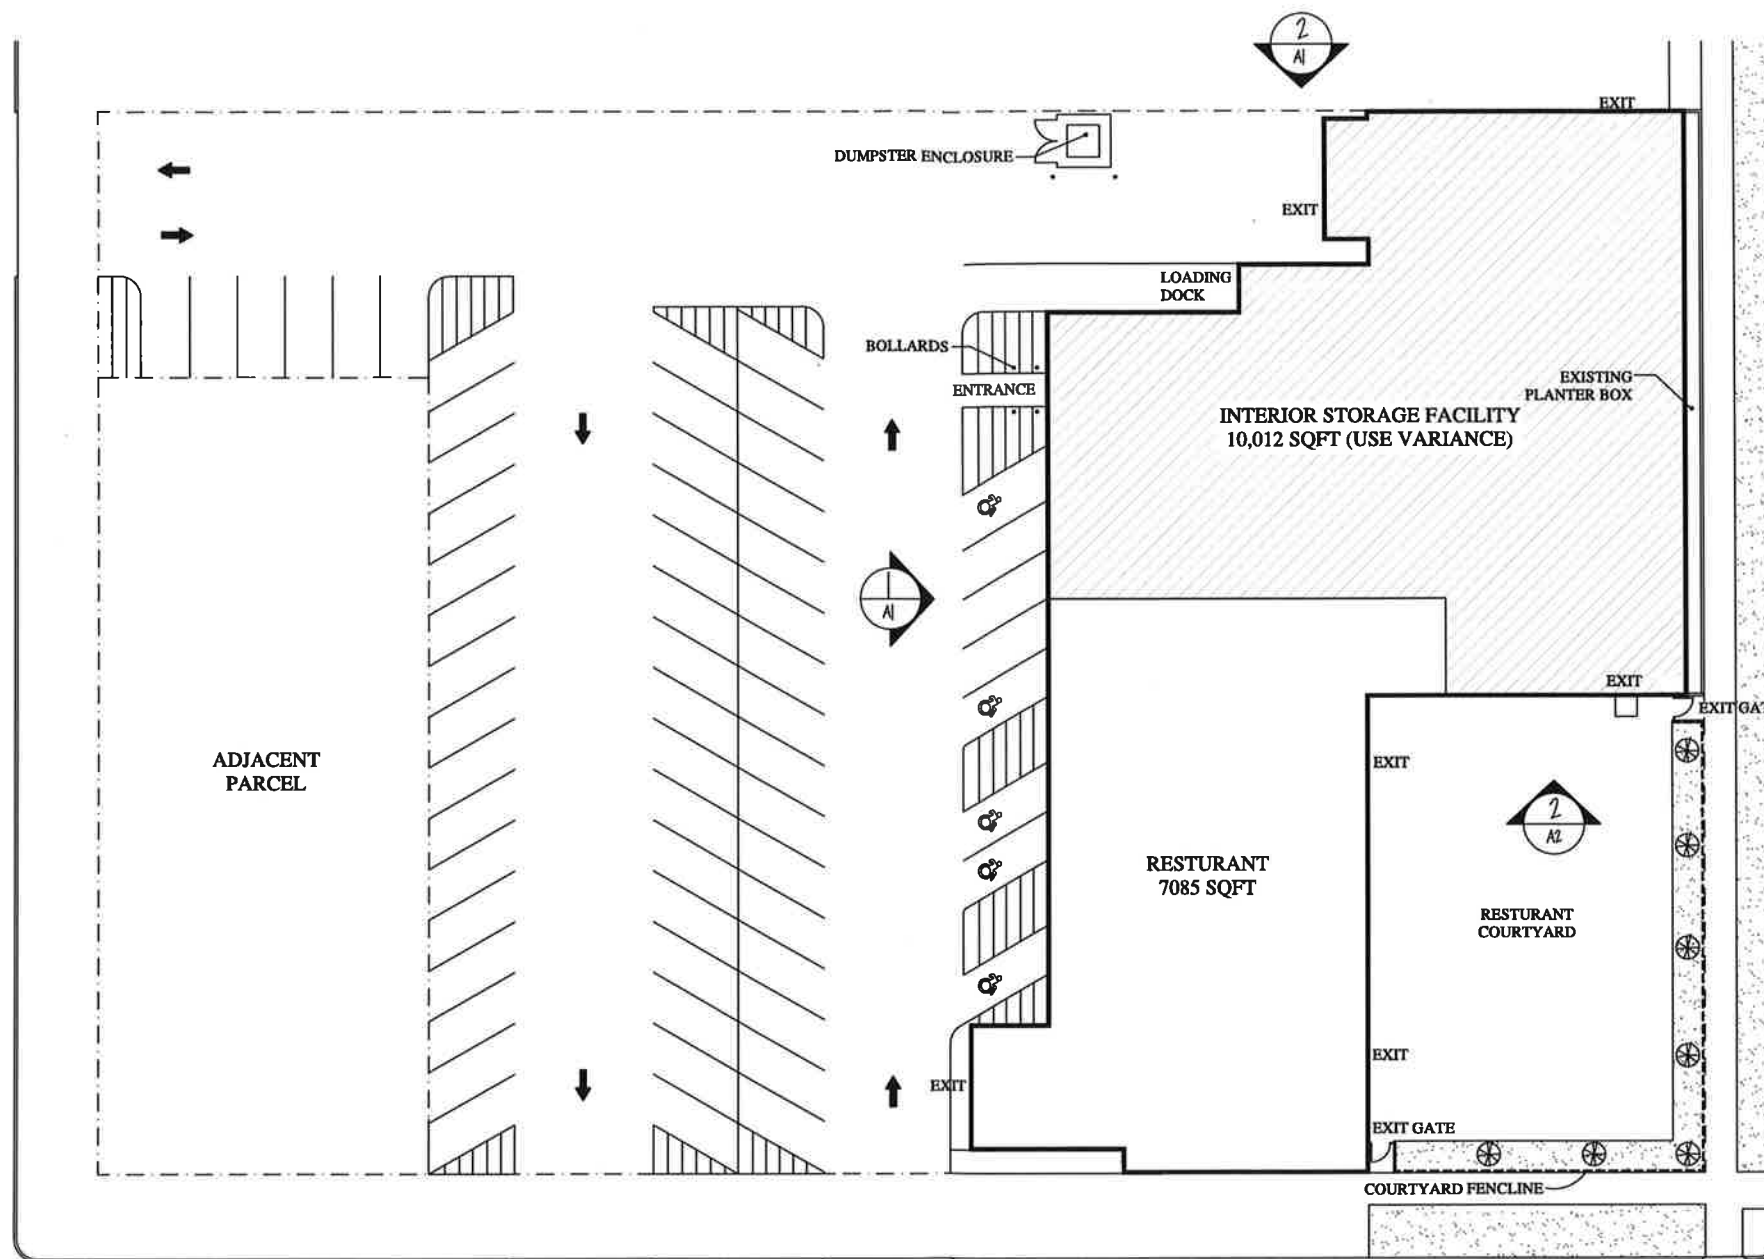 2
A1
EXIT
DUMPSTER ENCLOSURE
EXIT
LOADING
DOCK
BOLLARDS
ENTRANCE
EXISTING
PLANTER BOX
INTERIOR STORAGE FACILITY
10,012 SQFT (USE VARIANCE)
1
A1
EXIT
EXIT GAT
ADJACENT
PARCEL
EXIT
2
A2
RESTURANT
7085 SQFT
RESTURANT
COURTYARD
EXIT
EXIT
EXIT GATE
COURTYARD FENCLINE